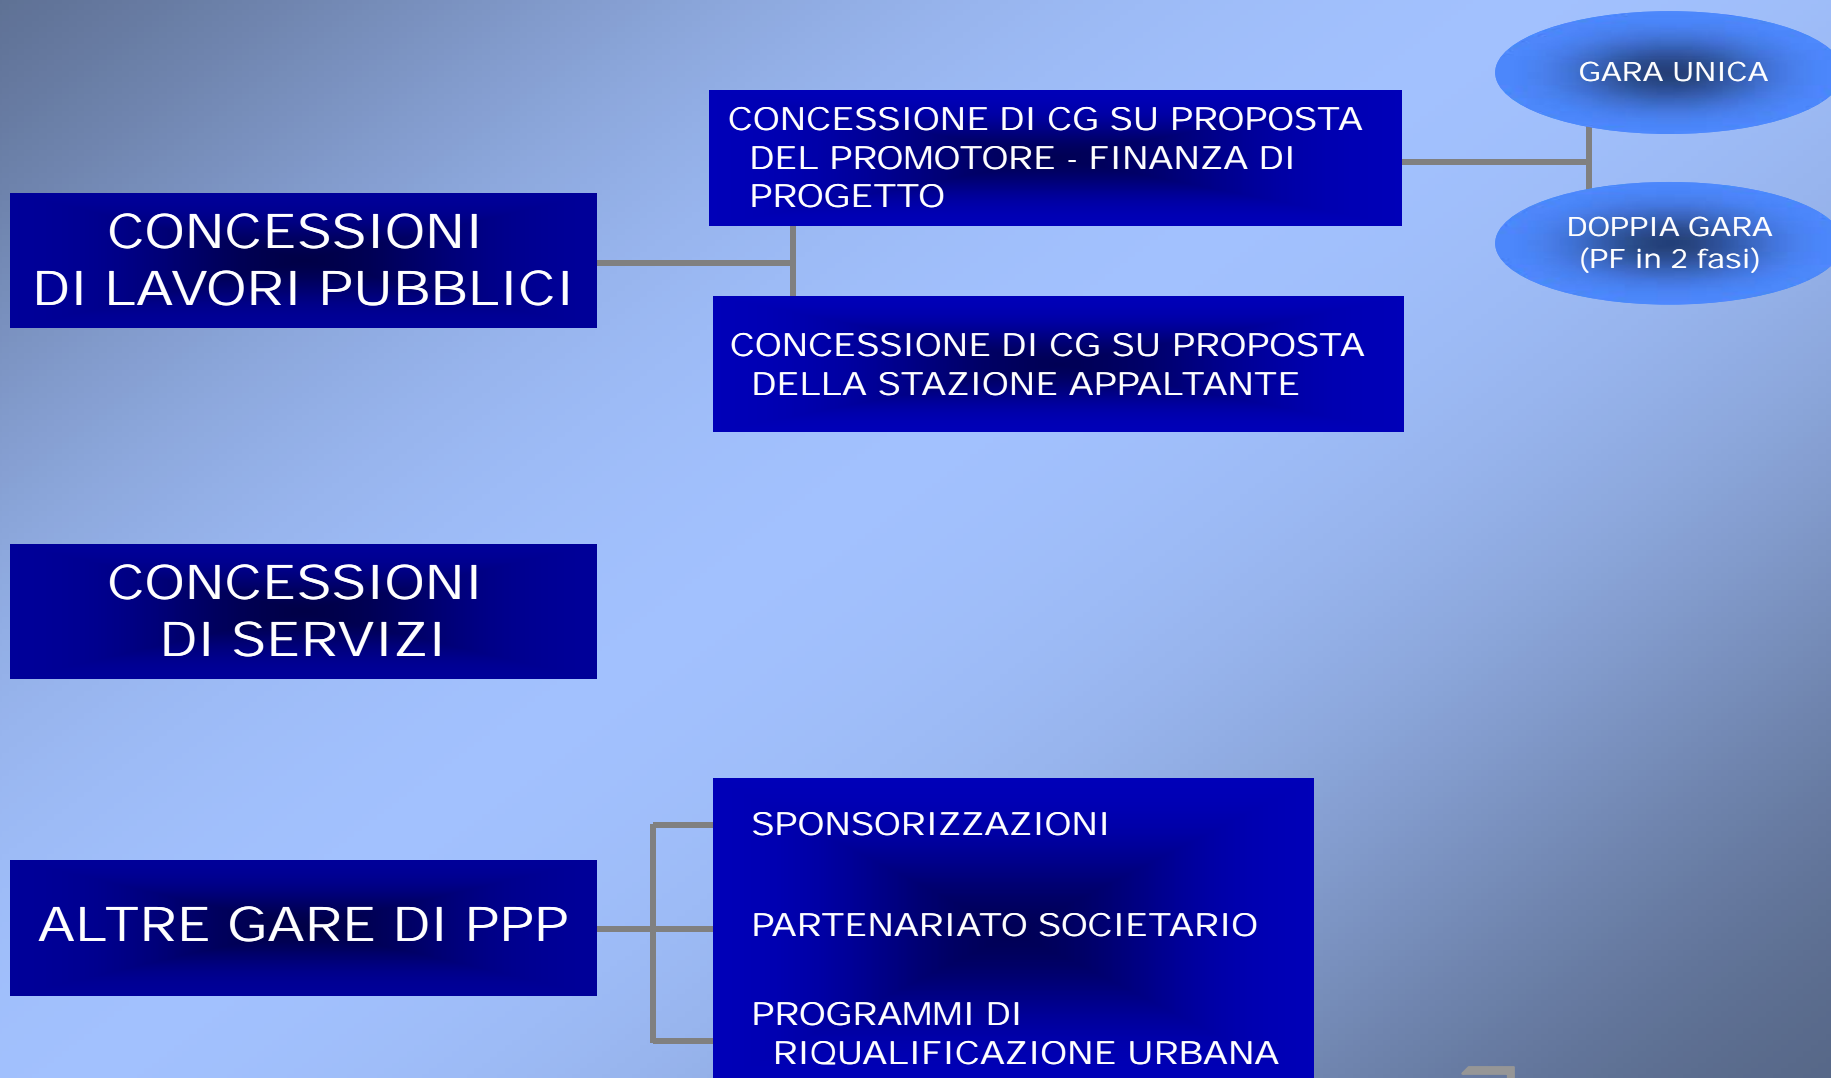 GARA UNICA
CONCESSIONE DI CG SU PROPOSTA
DEL PROMOTORE - FINANZA DI
PROGETTO
CONCESSIONI
DI LAVORI PUBBLICI
DOPPIA GARA
(PF in 2 fasi)
CONCESSIONE DI CG SU PROPOSTA
DELLA STAZIONE APPALTANTE
CONCESSIONI
DI SERVIZI
ALTRE GARE DI PPP
SPONSORIZZAZIONI
PARTENARIATO SOCIETARIO
PROGRAMMI DI
RIQUALIFICAZIONE URBANA